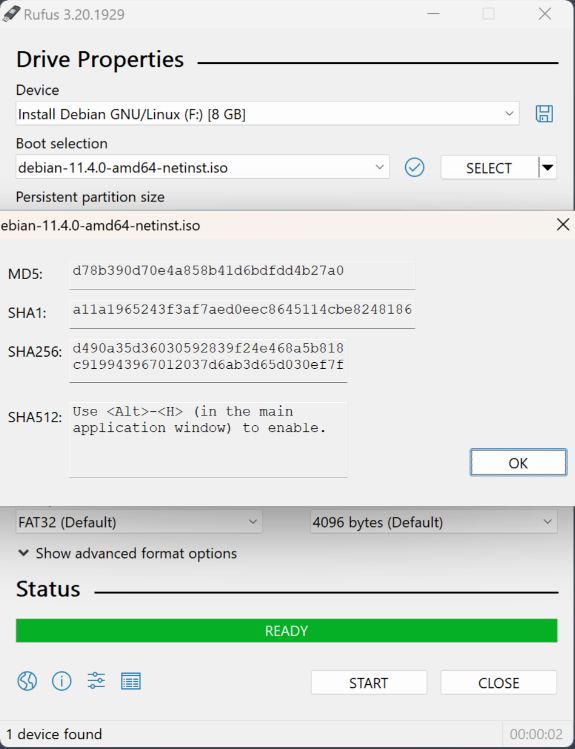 Rufus 3.20.1929
Drive Properties
Device
Install Debian GNU/Linux (F:) [8 GB]
Boot selection
debian-11.4.0-amd64-netinst.iso
SELECT
Persistent partition size
ebian-11.4.0-amd64-netinst.iso
MD5:
d78b390d70e4a858b41d6bdfdd4b27a0
SHA1:
a11a1965243f3af7aed0eec8645114cbe8248186
SHA256:
d490a35d36030592839f24e468a5b818
c919943967012037d6ab3d65d030ef7f
SHA512:
Use <Alt>-<H> (in the main
application window) to enable.
OK
FAT32 (Default)
4096 bytes (Default)
Show advanced format options
Status
READY
START
CLOSE
1 device found
00:00:02